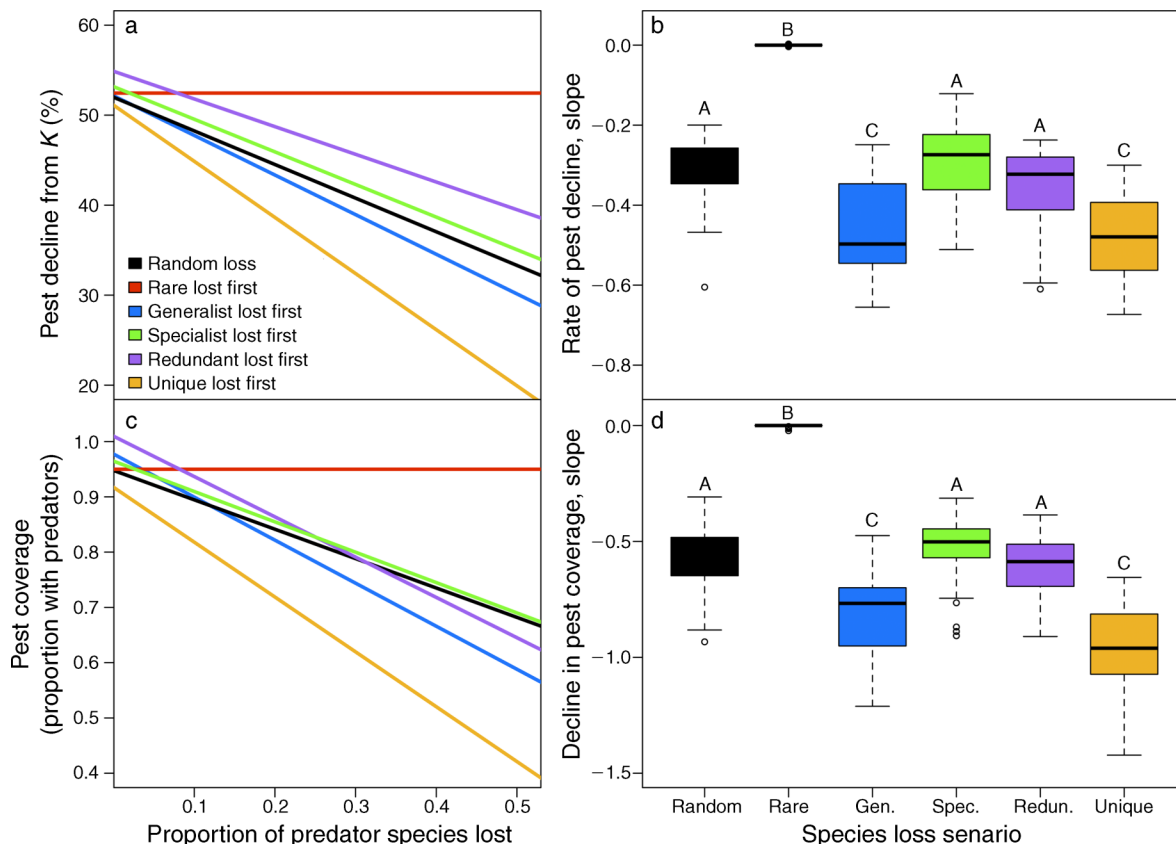 a
Pest decline from K (%)
60
50
40
30
20
Random loss
Rare lost first
Generalist lost first
Specialist lost first
Redundant lost first
Unique lost first
b
Rate of pest decline, slope
0.0
−0.2
−0.4
−0.6
−0.8
A
B
C
A
A
C
c
Pest coverage
(proportion with predators)
1.0
0.9
0.8
0.7
0.6
0.5
0.4
0.1
0.2
0.3
0.4
0.5
Proportion of predator species lost
d
Decline in pest coverage, slope
0.0
−0.5
−1.0
−1.5
A
B
C
A
A
C
Random
Rare
Gen.
Spec.
Redun.
Unique
Species loss senario